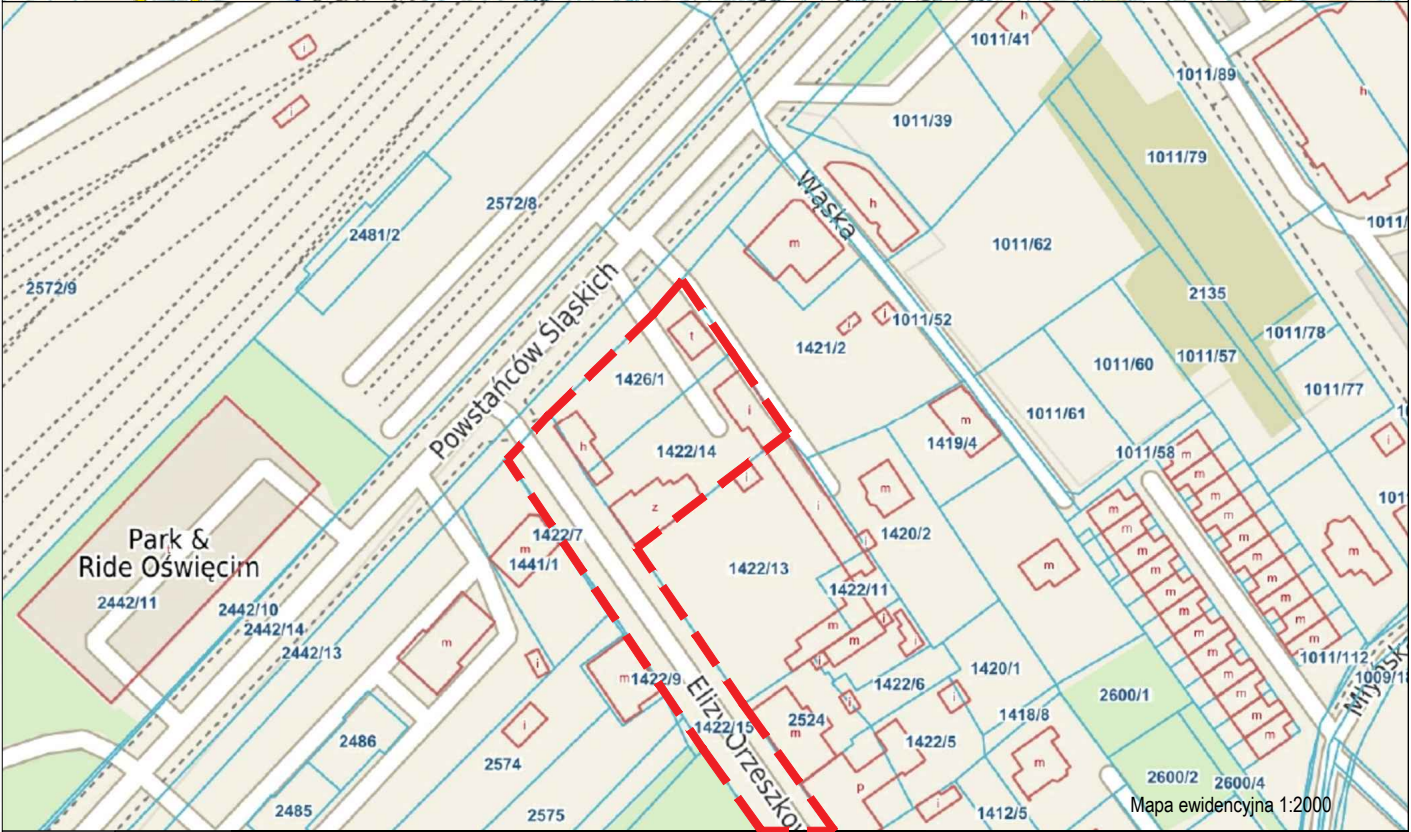 h
1011/41
1011/89
h
i
i
1011/39
1011/79
2572/8
Wąska
h
2481/2
m
1011/62
1011/
2572/9
2135
Powstańców Śląskich
i
i
1011/52
1421/2
1011/78
t
1011/60
1011/57
1426/1
1011/77
i
1011/61
m
1419/4
h
1422/14
1011/58
m
i
i
m
z
m
m
i
1422/7
m
1441/1
Park &
Ride Oświęcim
i
1420/2
m
m
1422/13
m
2442/11
2442/10
2442/14
2442/13
1422/11
m
i
m
m
i
i
m
1422/9
1420/1
1011/112
1009/18
Młyńsk
i
1422/6
i
i
2600/1
Elizy Orzeszkow
1422/15
2524
m
1418/8
i
2486
1422/5
m
2574
m
p
i
2600/2
2600/4
2485
2575
1412/5
Mapa ewidencyjna 1:2000